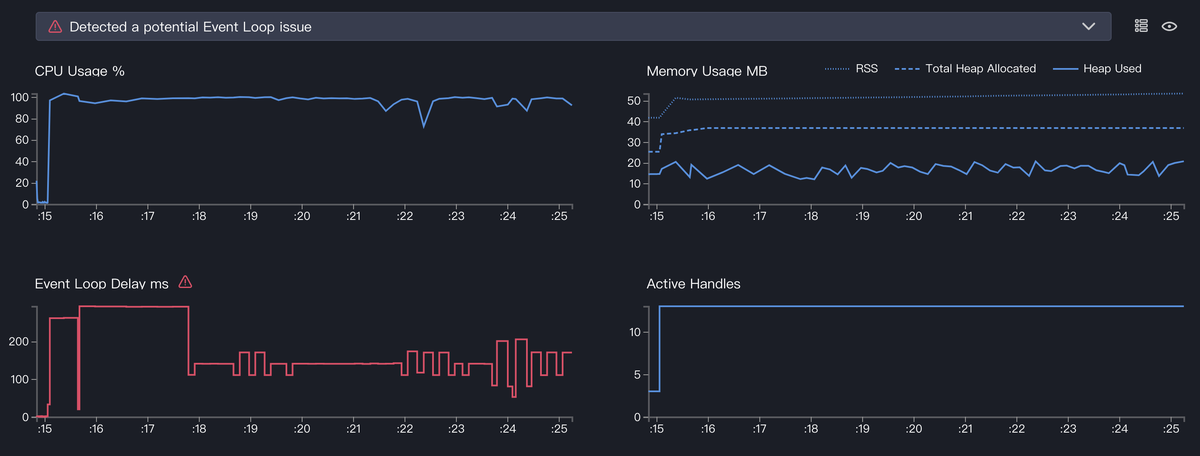 Detected a potential Event Loop issue
CPU Usage %
100
80
60
40
20
0
:15 :16 :17 :18 :19 :20 :21 :22 :23 :24 :25
Memory Usage MB
RSS Total Heap Allocated Heap Used
50
40
30
20
10
0
:15 :16 :17 :18 :19 :20 :21 :22 :23 :24 :25
Event Loop Delay ms
200
100
0
:15 :16 :17 :18 :19 :20 :21 :22 :23 :24 :25
Active Handles
10
5
0
:15 :16 :17 :18 :19 :20 :21 :22 :23 :24 :25